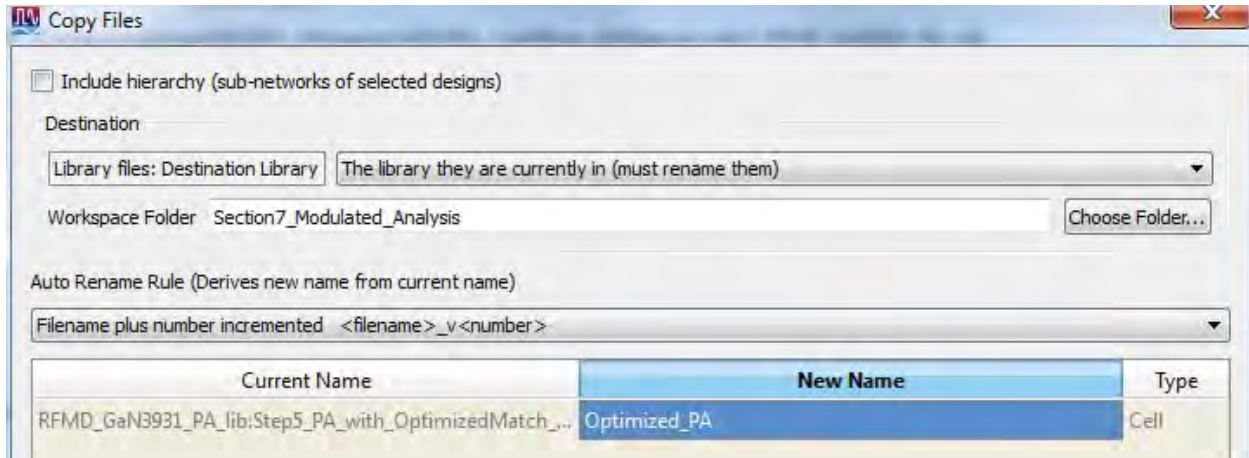 Copy Files
Include hierarchy (sub-networks of selected designs)
Destination
Library files: Destination Library The library they are currently in (must rename them)
Workspace Folder Section7_Modulated_Analysis Choose Folder...
Auto Rename Rule (Derives new name from current name)
Filename plus number incremented <filename>_v<number>
Current Name New Name Type
RFMD_GaN3931_PA_lib:Step5_PA_with_OptimizedMatch_... Optimized_PA Cell